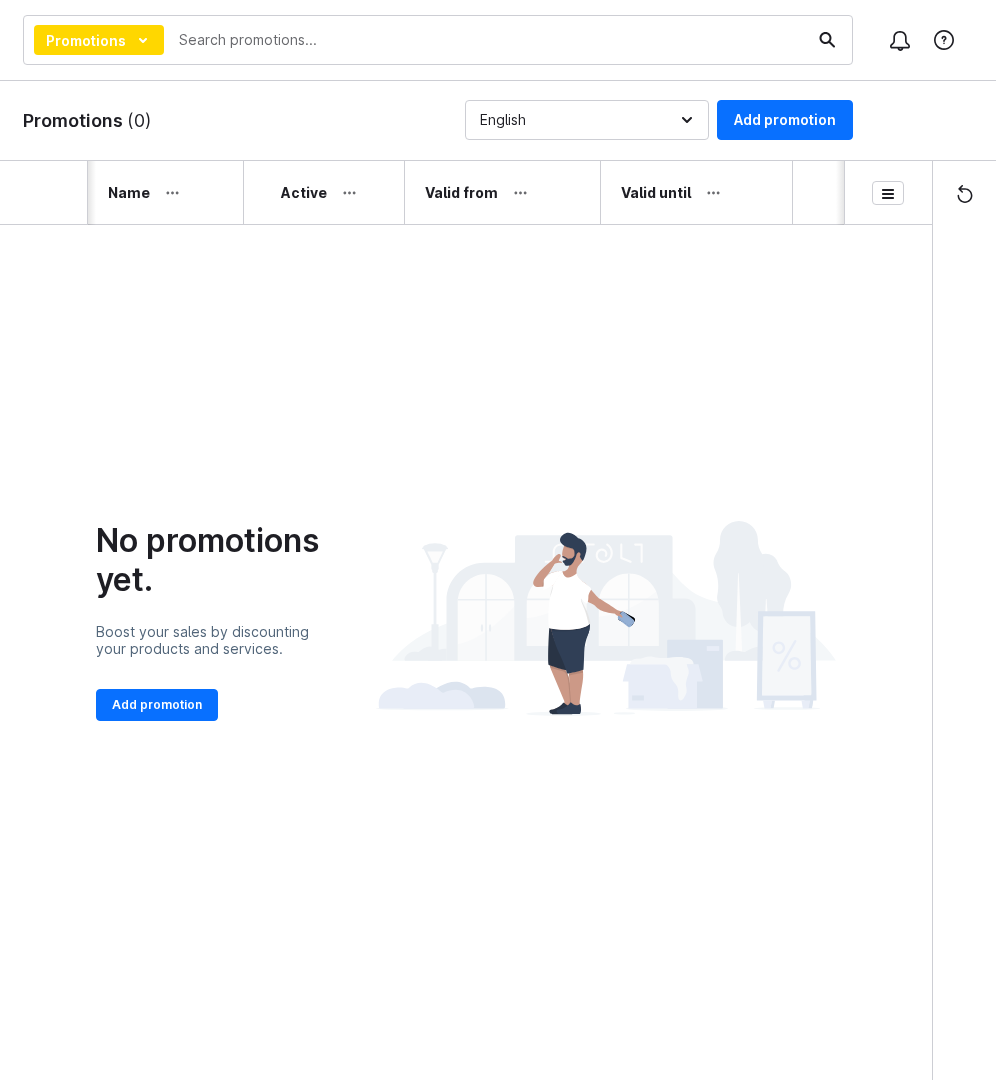 Promotions
Search promotions...
Promotions (0)
English
Add promotion
Name
Active
Valid from
Valid until
No promotions
yet.
Boost your sales by discounting
your products and services.
Add promotion
%